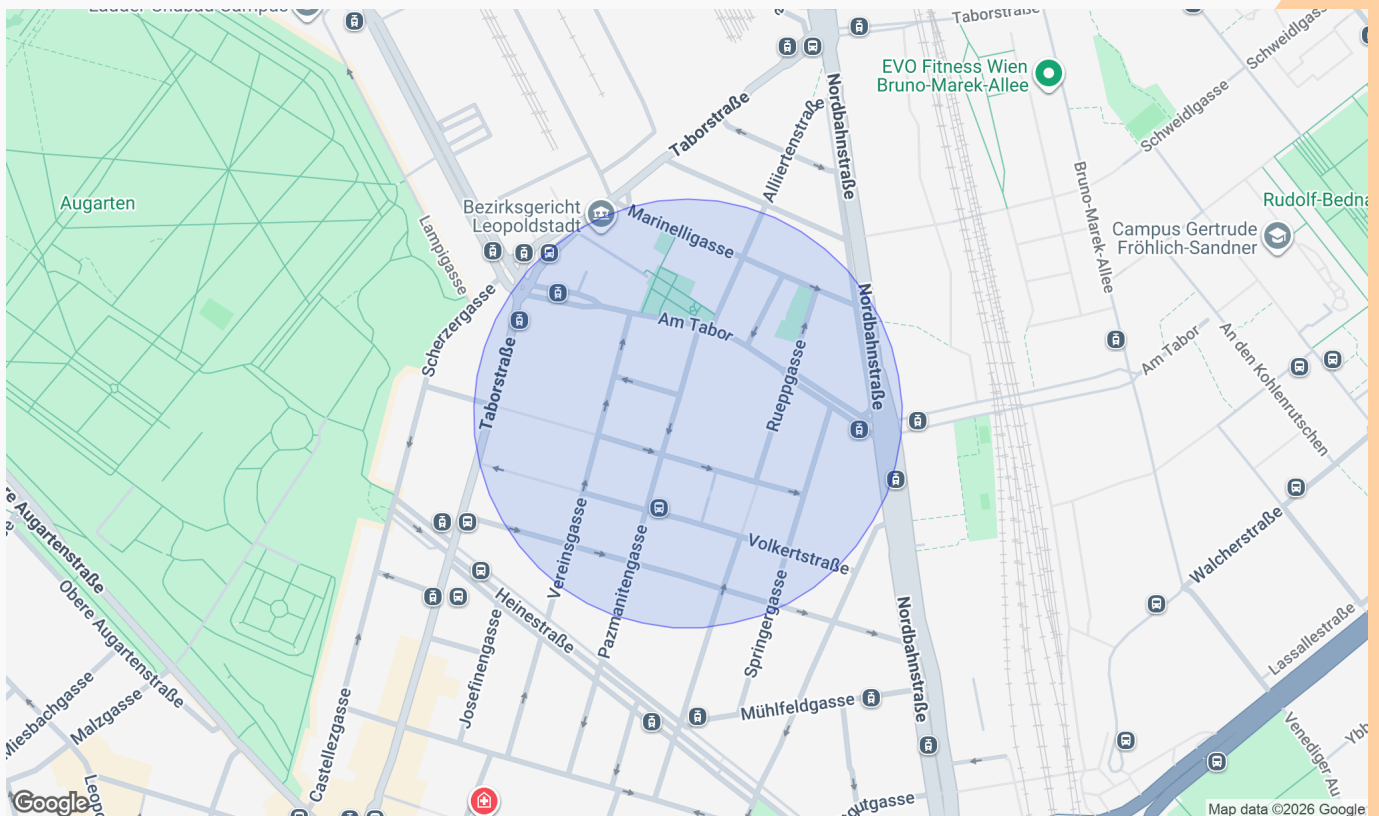 Taborstraße
Schweidlgasse
EVO Fitness Wien
Bruno-Marek-Allee
Nordbahnstraße
Taborstraße
Alliiertenstraße
Schweidlgasse
Bruno-Marek-Allee
Augarten
Bezirksgericht
Leopoldstadt
Marinelligasse
Lampigasse
Campus Gertrude
Fröhlich-Sandner
Scherzergasse
Am Tabor
Nordbahnstraße
Am Tabor
An den Kohlenrutschen
Taborstraße
Rueppgasse
Vereinsgasse
Pazmanitengasse
Volkertstraße
Springergasse
Walcherstraße
Obere Augartenstraße
Heinestraße
Josefinengasse
Nordbahnstraße
Lassallestraße
Miesbachgasse
Malzgasse
Castellezgasse
Mühlfeldgasse
Venediger Au
Google
Map data ©2026 Google